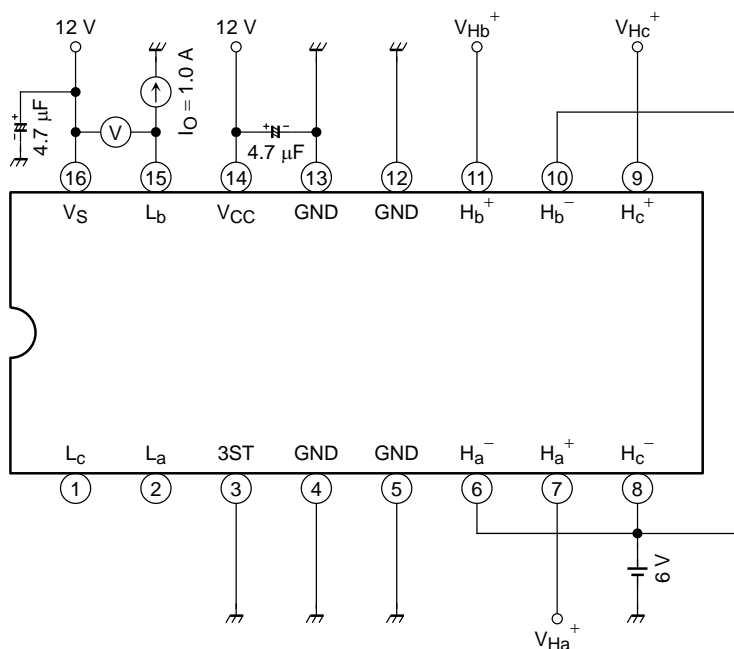 12 V
12 V
V_Hb⁺
V_Hc⁺
4.7 µF
+ -
V
I_O = 1.0 A
+ -
4.7 µF
16 15 14 13 12 11 10 9
V_S L_b V_CC GND GND H_b⁺ H_b⁻ H_c⁺
L_c L_a 3ST GND GND H_a⁻ H_a⁺ H_c⁻
1 2 3 4 5 6 7 8
6 V
V_Ha⁺